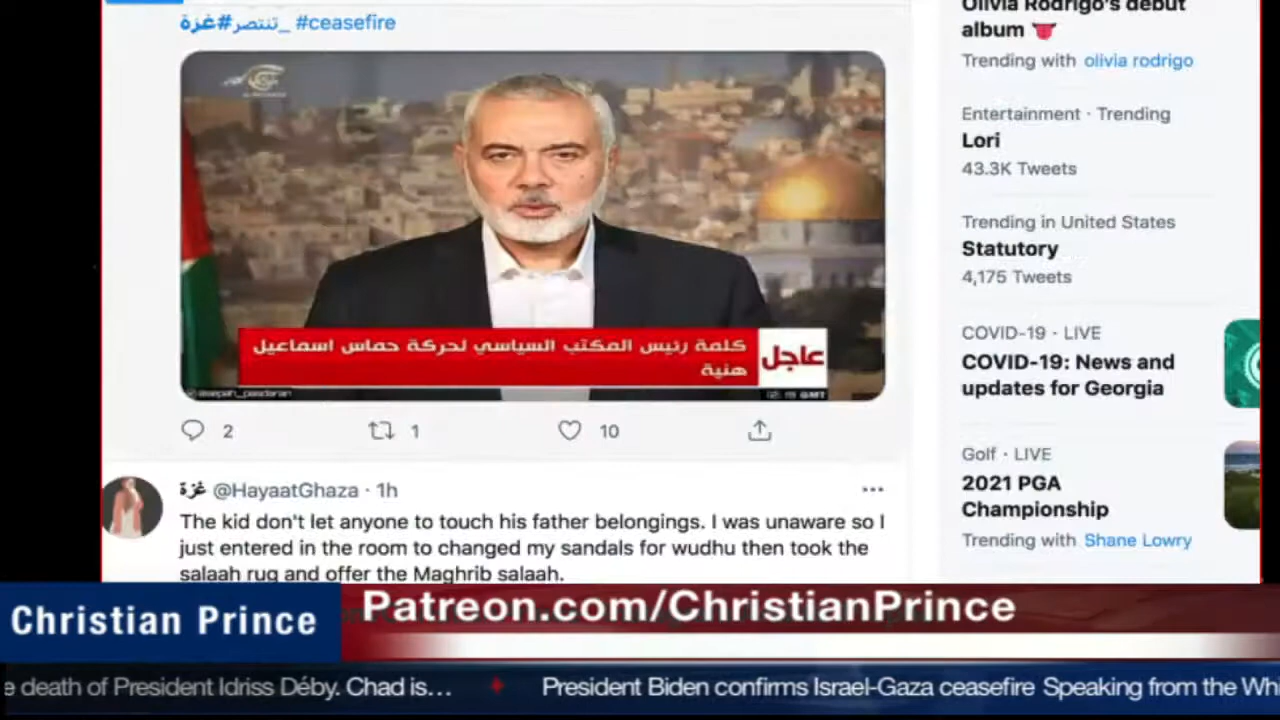 #غزة_تنتصر #ceasefire
كلمة رئيس المكتب السياسي لحركة حماس اسماعيل
هنية
عاجل
2
1
10
غزة @HayaatGhaza · 1h
The kid don't let anyone to touch his father belongings. I was unaware so I
just entered in the room to changed my sandals for wudhu then took the
salaah rug and offer the Maghrib salaah.
Olivia Rodrigo's debut
album
Trending with olivia rodrigo
Entertainment · Trending
Lori
43.3K Tweets
Trending in United States
Statutory
4,175 Tweets
COVID-19 · LIVE
COVID-19: News and
updates for Georgia
Golf · LIVE
2021 PGA
Championship
Trending with Shane Lowry
Christian Prince
Patreon.com/ChristianPrince
e death of President Idriss Déby. Chad is... President Biden confirms Israel-Gaza ceasefire Speaking from the Whi